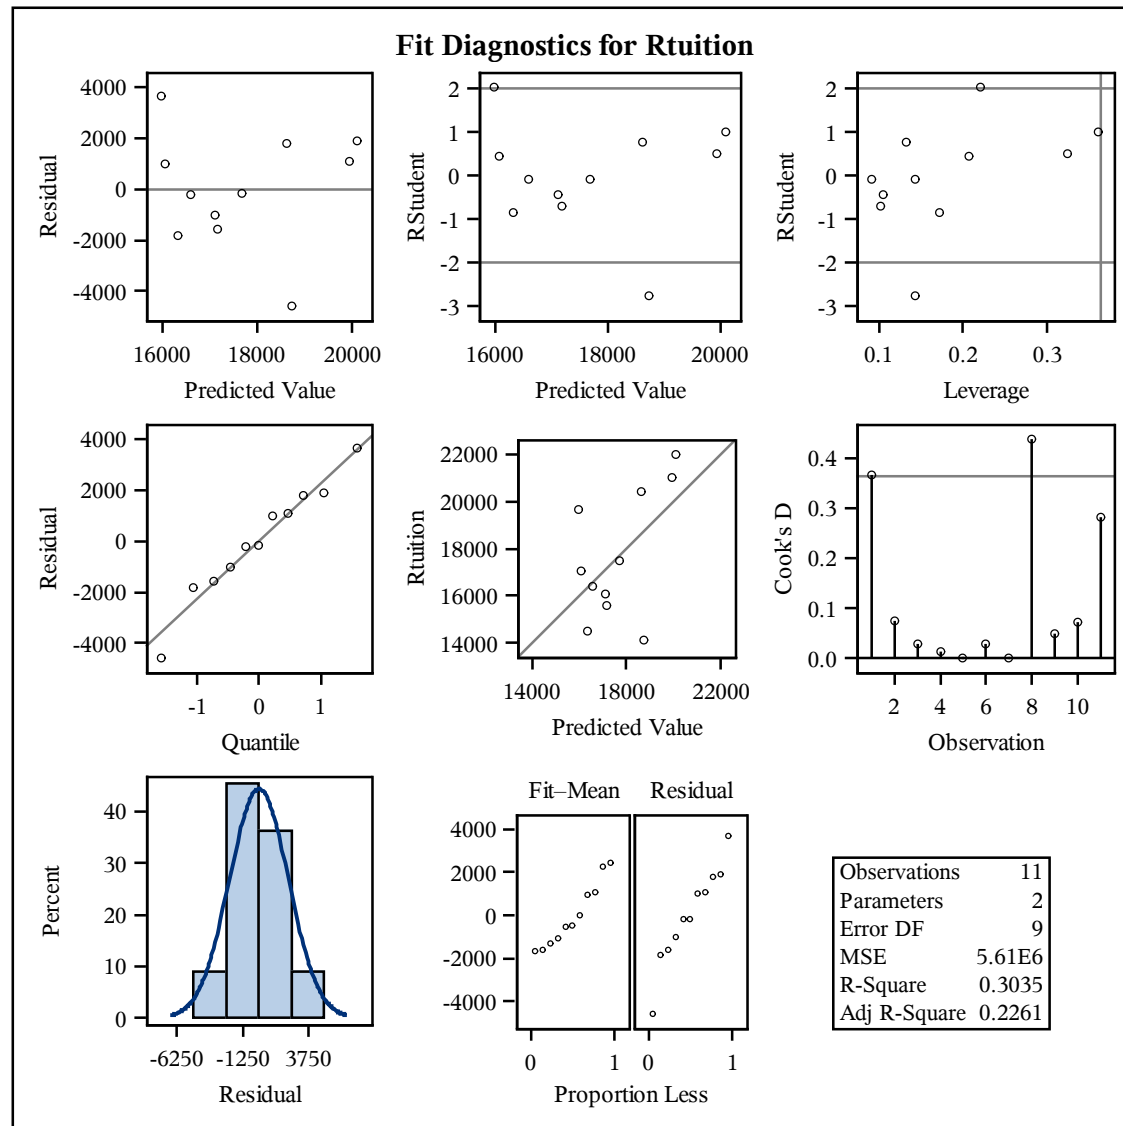 Fit Diagnostics for Rtuition
4000
2000
0
-2000
-4000
Residual
16000 18000 20000
Predicted Value
2
1
0
-1
-2
-3
RStudent
16000 18000 20000
Predicted Value
2
1
0
-1
-2
-3
RStudent
0.1 0.2 0.3
Leverage
4000
2000
0
-2000
-4000
Residual
-1 0 1
Quantile
22000
20000
18000
16000
14000
Rtuition
14000 18000 22000
Predicted Value
0.4
0.3
0.2
0.1
0.0
Cook's D
2 4 6 8 10
Observation
40
30
20
10
0
Percent
-6250 -1250 3750
Residual
Fit–Mean Residual
4000
2000
0
-2000
-4000
0 1 0 1
Proportion Less
Observations 11
Parameters 2
Error DF 9
MSE 5.61E6
R-Square 0.3035
Adj R-Square 0.2261